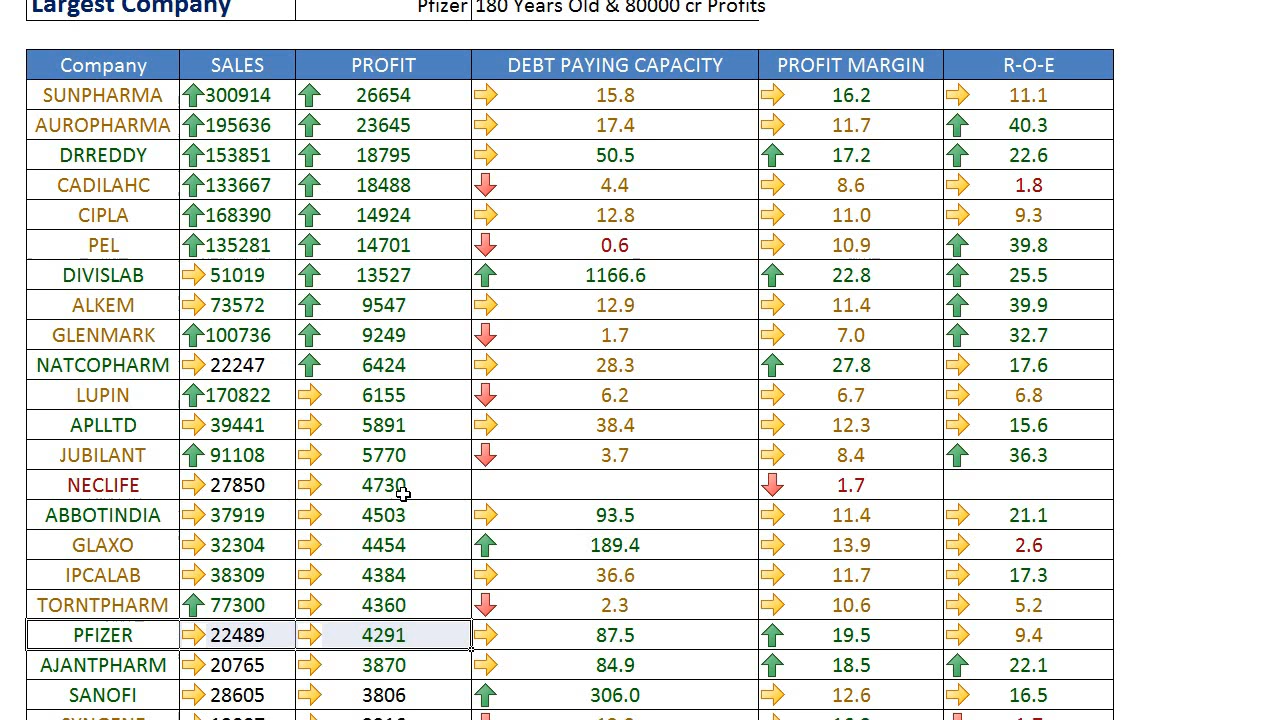 Largest Company Pfizer 180 Years Old & 80000 cr Profits
Company SALES PROFIT DEBT PAYING CAPACITY PROFIT MARGIN R-O-E
SUNPHARMA 300914 26654 15.8 16.2 11.1
AUROPHARMA 195636 23645 17.4 11.7 40.3
DRREDDY 153851 18795 50.5 17.2 22.6
CADILAHC 133667 18488 4.4 8.6 1.8
CIPLA 168390 14924 12.8 11.0 9.3
PEL 135281 14701 0.6 10.9 39.8
DIVISLAB 51019 13527 1166.6 22.8 25.5
ALKEM 73572 9547 12.9 11.4 39.9
GLENMARK 100736 9249 1.7 7.0 32.7
NATCOPHARM 22247 6424 28.3 27.8 17.6
LUPIN 170822 6155 6.2 6.7 6.8
APLLTD 39441 5891 38.4 12.3 15.6
JUBILANT 91108 5770 3.7 8.4 36.3
NECLIFE 27850 4730 1.7
ABBOTINDIA 37919 4503 93.5 11.4 21.1
GLAXO 32304 4454 189.4 13.9 2.6
IPCALAB 38309 4384 36.6 11.7 17.3
TORNTPHARM 77300 4360 2.3 10.6 5.2
PFIZER 22489 4291 87.5 19.5 9.4
AJANTPHARM 20765 3870 84.9 18.5 22.1
SANOFI 28605 3806 306.0 12.6 16.5